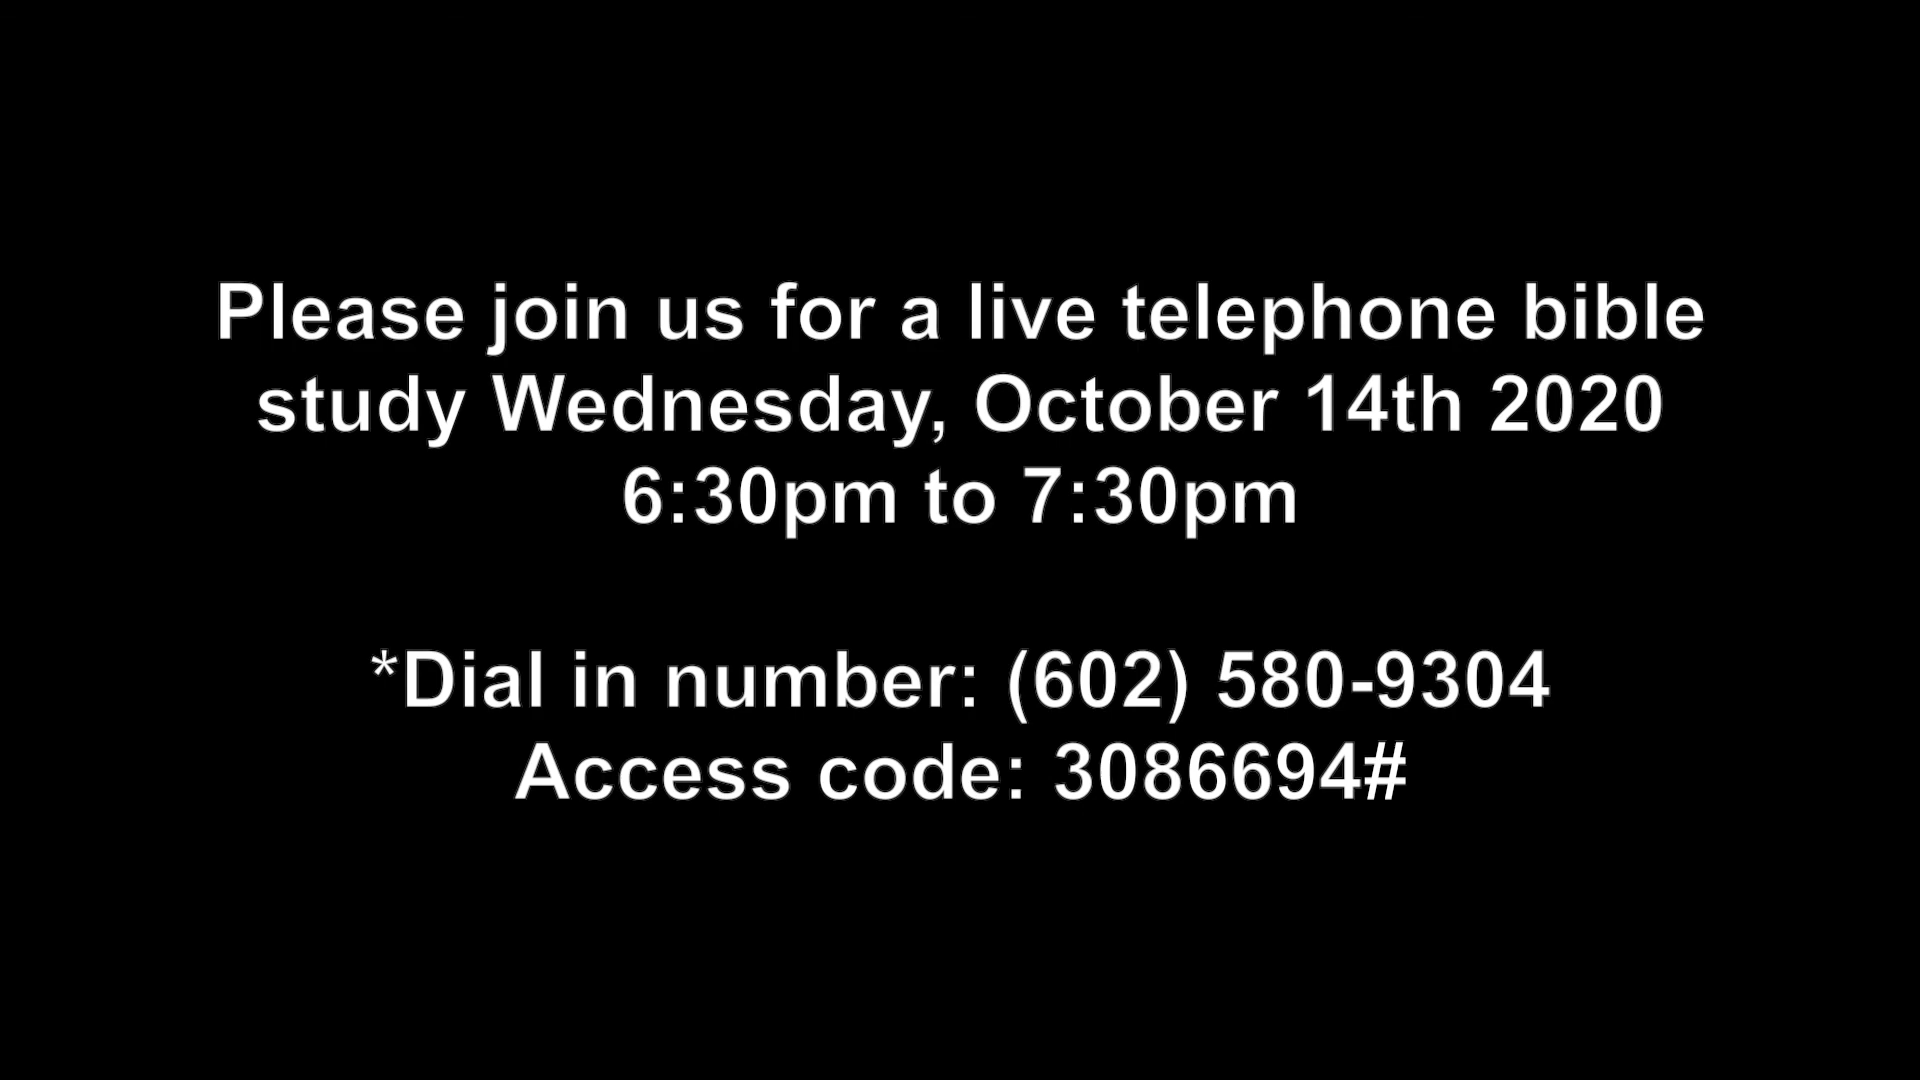 Please join us for a live telephone bible
study Wednesday, October 14th 2020
6:30pm to 7:30pm
*Dial in number: (602) 580-9304
Access code: 3086694#